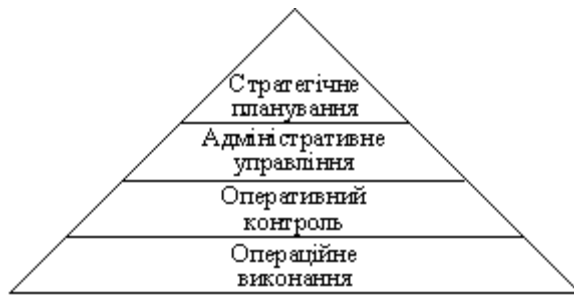 Стратегічне
планування
Адміністративне
управління
Оперативний
контроль
Операційне
виконання